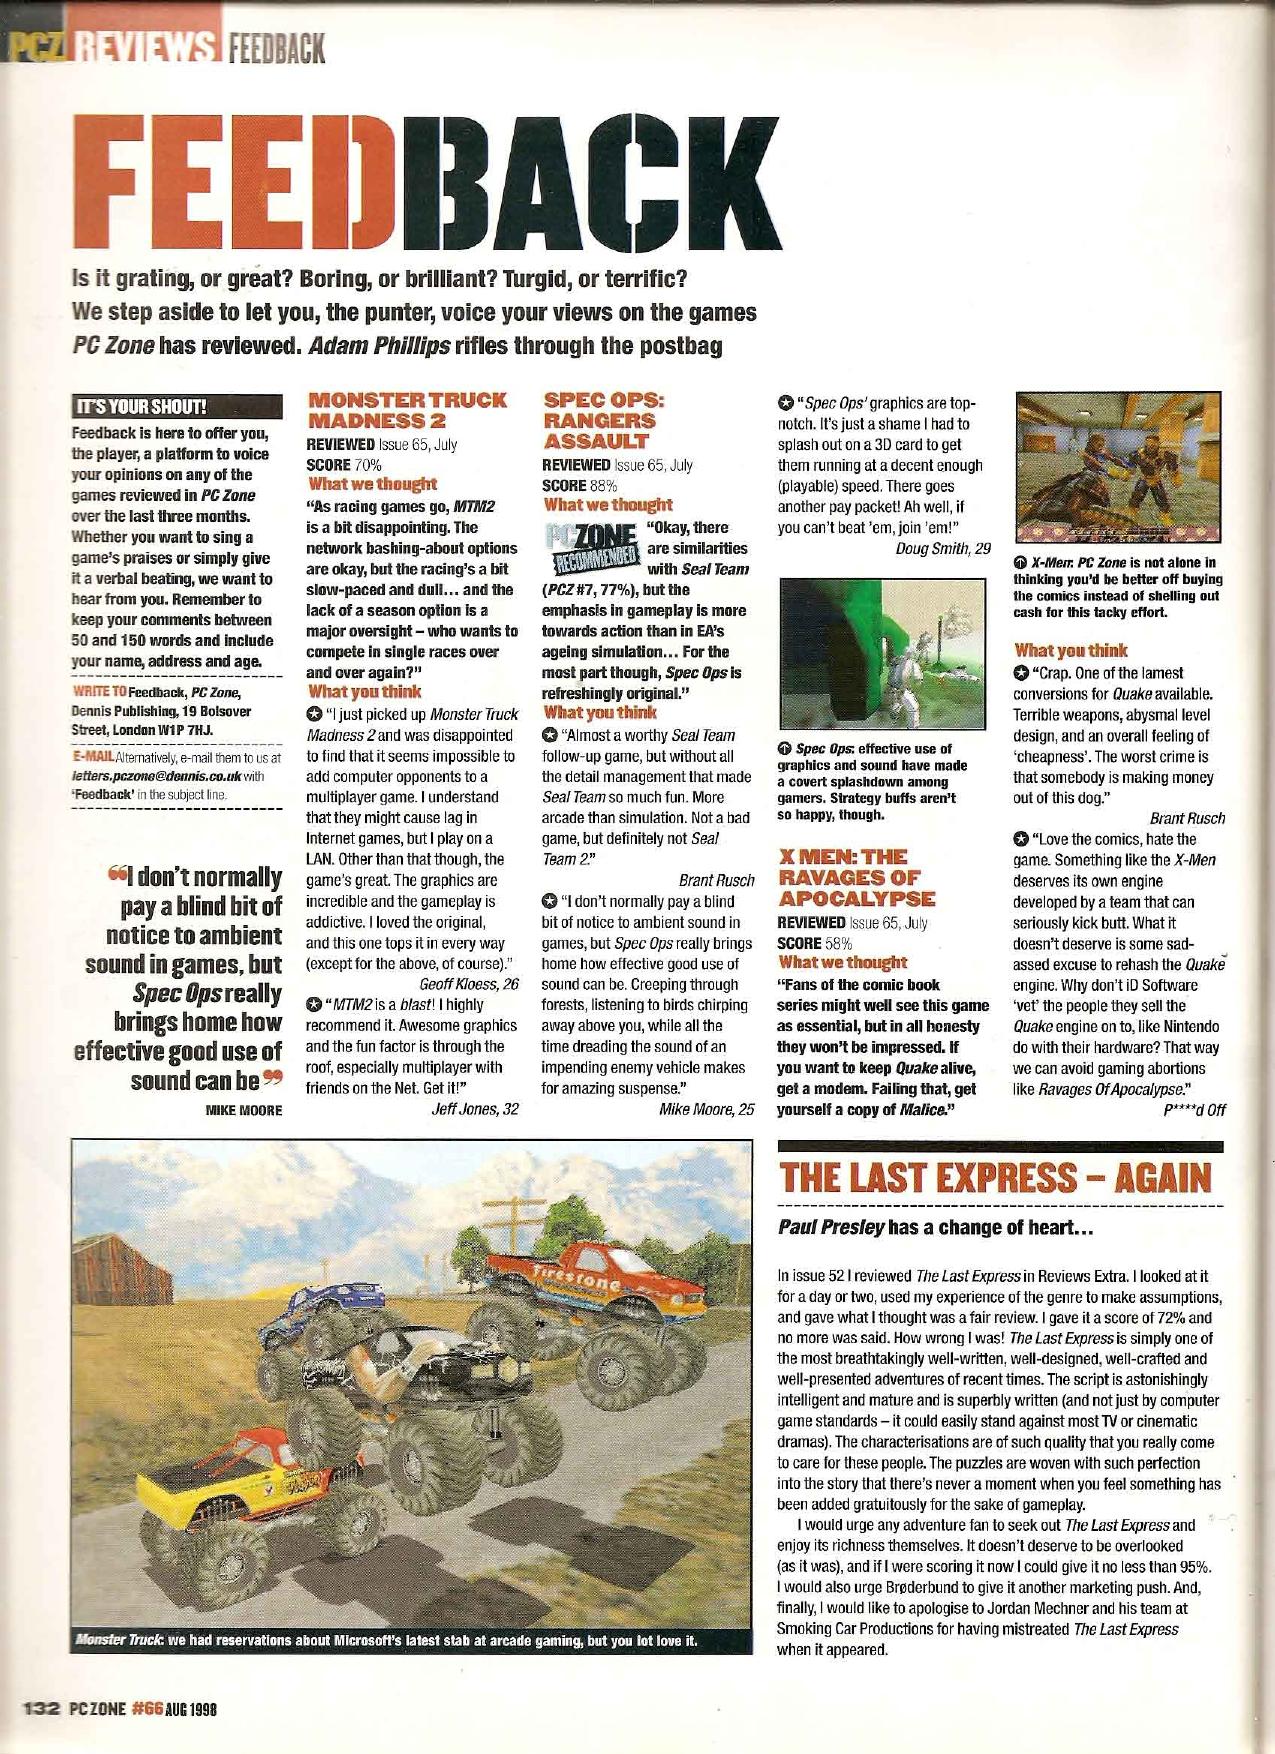 PCZ REVIEWS FEEDBACK
FEEDBACK
Is it grating, or great? Boring, or brilliant? Turgid, or terrific?
We step aside to let you, the punter, voice your views on the games
PC Zone has reviewed. Adam Phillips rifles through the postbag
IT'S YOUR SHOUT!
Feedback is here to offer you,
the player, a platform to voice
your opinions on any of the
games reviewed in PC Zone
over the last three months.
Whether you want to sing a
game's praises or simply give
it a verbal beating, we want to
hear from you. Remember to
keep your comments between
50 and 150 words and include
your name, address and age.
WRITE TO Feedback, PC Zone,
Dennis Publishing, 19 Bolsover
Street, London W1P 7HJ.
E-MAIL Alternatively, e-mail them to us at
letters.pczone@dennis.co.uk with
'Feedback' in the subject line.
“I don't normally
pay a blind bit of
notice to ambient
sound in games, but
Spec Ops really
brings home how
effective good use of
sound can be”
MIKE MOORE
MONSTER TRUCK
MADNESS 2
REVIEWED Issue 65, July
SCORE 70%
What we thought
"As racing games go, MTM2
is a bit disappointing. The
network bashing-about options
are okay, but the racing's a bit
slow-paced and dull... and the
lack of a season option is a
major oversight – who wants to
compete in single races over
and over again?"
What you think
"I just picked up Monster Truck
Madness 2 and was disappointed
to find that it seems impossible to
add computer opponents to a
multiplayer game. I understand
that they might cause lag in
Internet games, but I play on a
LAN. Other than that though, the
game's great. The graphics are
incredible and the gameplay is
addictive. I loved the original,
and this one tops it in every way
(except for the above, of course)."
Geoff Kloess, 26
"MTM2 is a blast! I highly
recommend it. Awesome graphics
and the fun factor is through the
roof, especially multiplayer with
friends on the Net. Get it!"
Jeff Jones, 32
SPEC OPS:
RANGERS
ASSAULT
REVIEWED Issue 65, July
SCORE 88%
What we thought
PC ZONE
RECOMMENDED
"Okay, there
are similarities
with Seal Team
(PCZ #7, 77%), but the
emphasis in gameplay is more
towards action than in EA's
ageing simulation... For the
most part though, Spec Ops is
refreshingly original."
What you think
"Almost a worthy Seal Team
follow-up game, but without all
the detail management that made
Seal Team so much fun. More
arcade than simulation. Not a bad
game, but definitely not Seal
Team 2."
Brant Rusch
"I don't normally pay a blind
bit of notice to ambient sound in
games, but Spec Ops really brings
home how effective good use of
sound can be. Creeping through
forests, listening to birds chirping
away above you, while all the
time dreading the sound of an
impending enemy vehicle makes
for amazing suspense."
Mike Moore, 25
"Spec Ops' graphics are top-
notch. It's just a shame I had to
splash out on a 3D card to get
them running at a decent enough
(playable) speed. There goes
another pay packet! Ah well, if
you can't beat 'em, join 'em!"
Doug Smith, 29
Spec Ops: effective use of
graphics and sound have made
a covert splashdown among
gamers. Strategy buffs aren't
so happy, though.
X MEN: THE
RAVAGES OF
APOCALYPSE
REVIEWED Issue 65, July
SCORE 58%
What we thought
"Fans of the comic book
series might well see this game
as essential, but in all honesty
they won't be impressed. If
you want to keep Quake alive,
get a modem. Failing that, get
yourself a copy of Malice."
X-Men: PC Zone is not alone in
thinking you'd be better off buying
the comics instead of shelling out
cash for this tacky effort.
What you think
"Crap. One of the lamest
conversions for Quake available.
Terrible weapons, abysmal level
design, and an overall feeling of
'cheapness'. The worst crime is
that somebody is making money
out of this dog."
Brant Rusch
"Love the comics, hate the
game. Something like the X-Men
deserves its own engine
developed by a team that can
seriously kick butt. What it
doesn't deserve is some sad-
assed excuse to rehash the Quake
engine. Why don't iD Software
'vet' the people they sell the
Quake engine on to, like Nintendo
do with their hardware? That way
we can avoid gaming abortions
like Ravages Of Apocalypse."
P****d Off
firestone
Monster Truck: we had reservations about Microsoft's latest stab at arcade gaming, but you lot love it.
THE LAST EXPRESS – AGAIN
Paul Presley has a change of heart...
In issue 52 I reviewed The Last Express in Reviews Extra. I looked at it
for a day or two, used my experience of the genre to make assumptions,
and gave what I thought was a fair review. I gave it a score of 72% and
no more was said. How wrong I was! The Last Express is simply one of
the most breathtakingly well-written, well-designed, well-crafted and
well-presented adventures of recent times. The script is astonishingly
intelligent and mature and is superbly written (and not just by computer
game standards – it could easily stand against most TV or cinematic
dramas). The characterisations are of such quality that you really come
to care for these people. The puzzles are woven with such perfection
into the story that there's never a moment when you feel something has
been added gratuitously for the sake of gameplay.
I would urge any adventure fan to seek out The Last Express and
enjoy its richness themselves. It doesn't deserve to be overlooked
(as it was), and if I were scoring it now I could give it no less than 95%.
I would also urge Brøderbund to give it another marketing push. And,
finally, I would like to apologise to Jordan Mechner and his team at
Smoking Car Productions for having mistreated The Last Express
when it appeared.
132 PC ZONE #66 AUG 1998